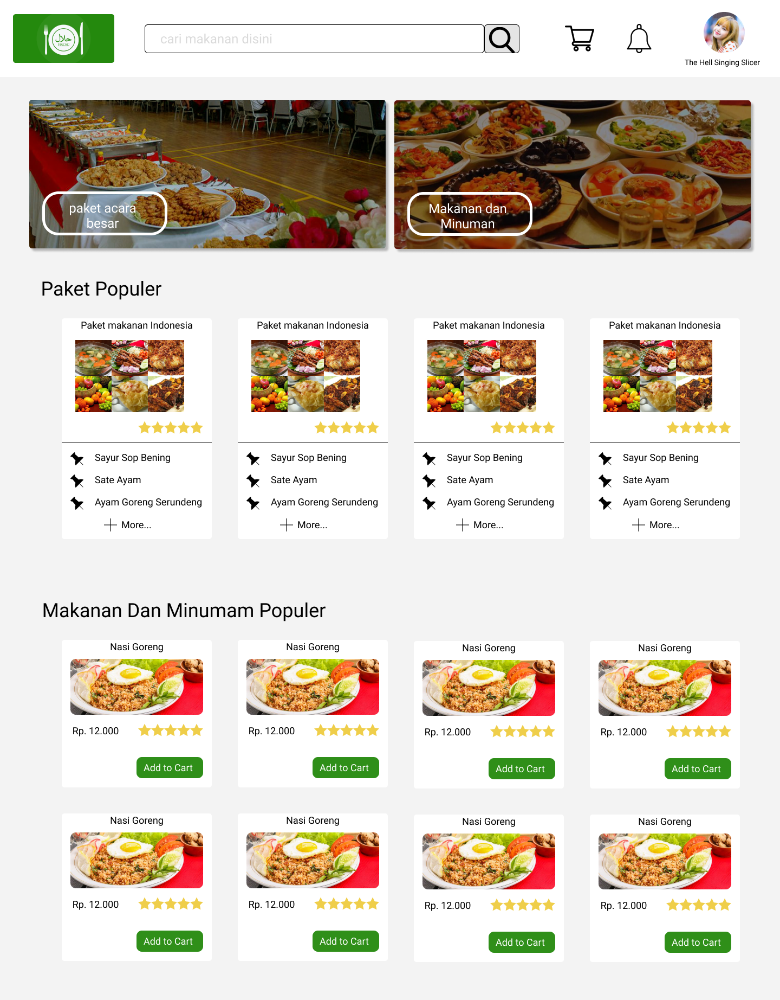 حلال
HALAL
cari makanan disini
The Hell Singing Slicer
paket acara
besar
Makanan dan
Minuman
Paket Populer
Paket makanan Indonesia
Paket makanan Indonesia
Paket makanan Indonesia
Paket makanan Indonesia
Sayur Sop Bening
Sate Ayam
Ayam Goreng Serundeng
More...
Sayur Sop Bening
Sate Ayam
Ayam Goreng Serundeng
More...
Sayur Sop Bening
Sate Ayam
Ayam Goreng Serundeng
More...
Sayur Sop Bening
Sate Ayam
Ayam Goreng Serundeng
More...
Makanan Dan Minumam Populer
Nasi Goreng
Rp. 12.000
Add to Cart
Nasi Goreng
Rp. 12.000
Add to Cart
Nasi Goreng
Rp. 12.000
Add to Cart
Nasi Goreng
Rp. 12.000
Add to Cart
Nasi Goreng
Rp. 12.000
Add to Cart
Nasi Goreng
Rp. 12.000
Add to Cart
Nasi Goreng
Rp. 12.000
Add to Cart
Nasi Goreng
Rp. 12.000
Add to Cart